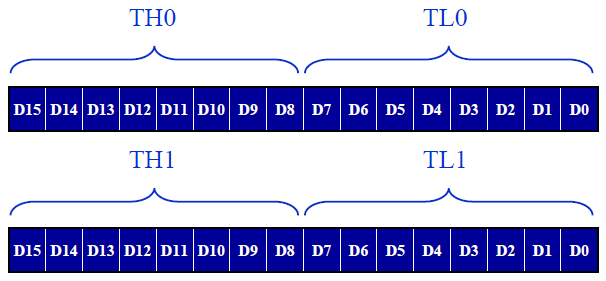 TH0 TL0
D15 D14 D13 D12 D11 D10 D9 D8 D7 D6 D5 D4 D3 D2 D1 D0
TH1 TL1
D15 D14 D13 D12 D11 D10 D9 D8 D7 D6 D5 D4 D3 D2 D1 D0